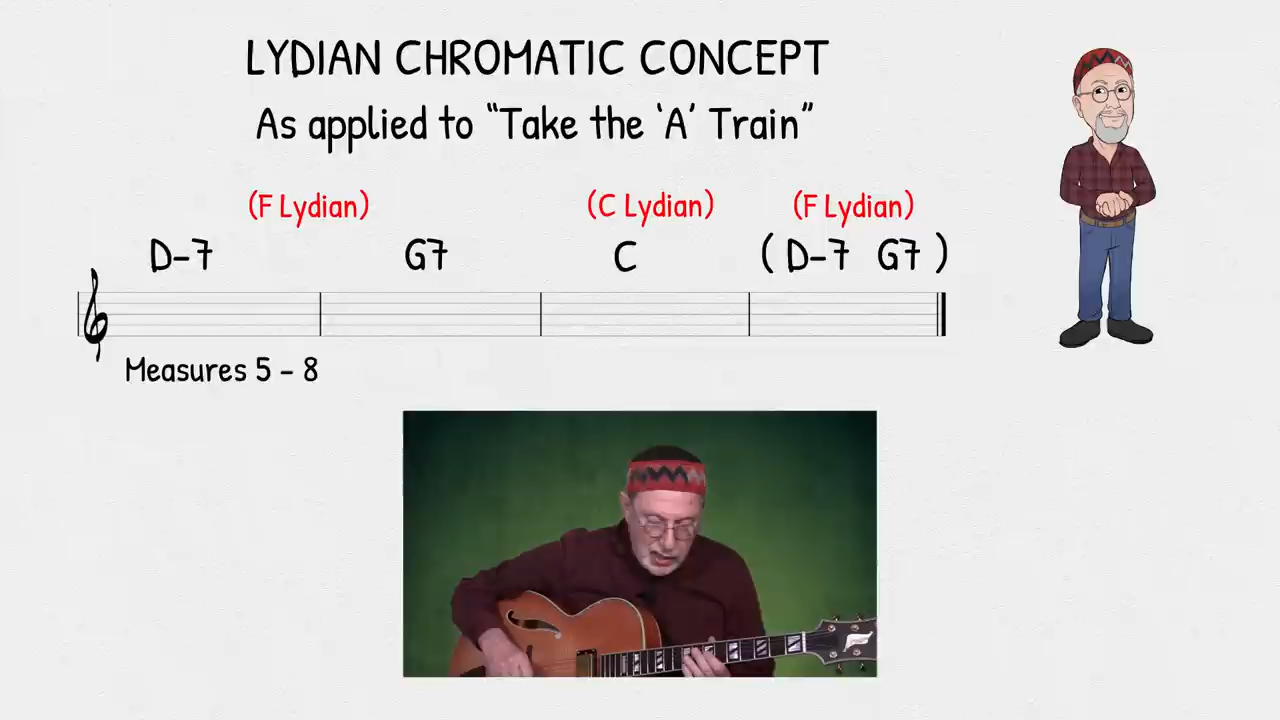 LYDIAN CHROMATIC CONCEPT
As applied to “Take the ‘A’ Train”
(F Lydian) (C Lydian) (F Lydian)
D-7 G7 C ( D-7 G7 )
Measures 5 - 8